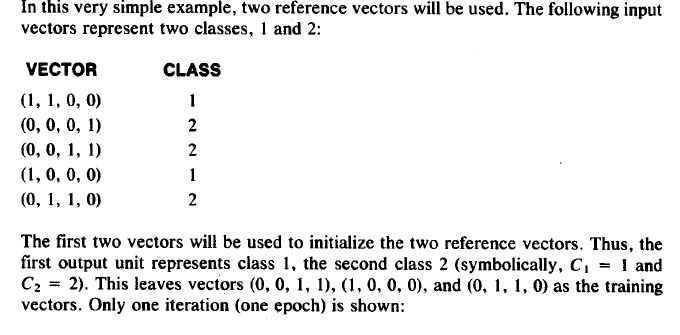 In this very simple example, two reference vectors will be used. The following input
vectors represent two classes, 1 and 2:
VECTOR CLASS
(1, 1, 0, 0) 1
(0, 0, 0, 1) 2
(0, 0, 1, 1) 2
(1, 0, 0, 0) 1
(0, 1, 1, 0) 2
The first two vectors will be used to initialize the two reference vectors. Thus, the
first output unit represents class 1, the second class 2 (symbolically, C₁ = 1 and
C₂ = 2). This leaves vectors (0, 0, 1, 1), (1, 0, 0, 0), and (0, 1, 1, 0) as the training
vectors. Only one iteration (one epoch) is shown: